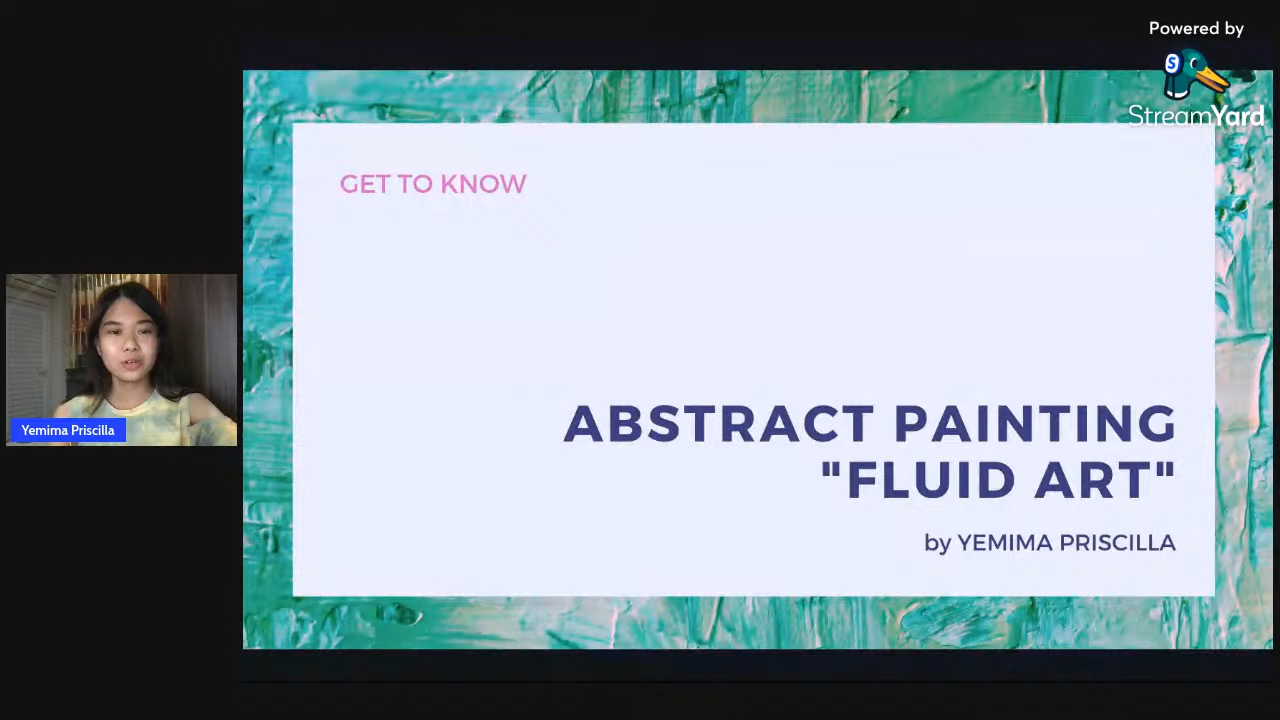 Powered by
S
StreamYard
GET TO KNOW
ABSTRACT PAINTING
"FLUID ART"
by YEMIMA PRISCILLA
Yemima Priscilla